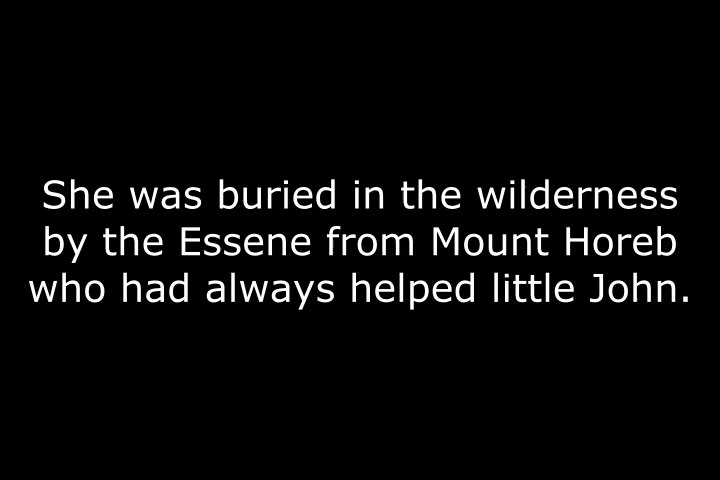 She was buried in the wilderness
by the Essene from Mount Horeb
who had always helped little John.